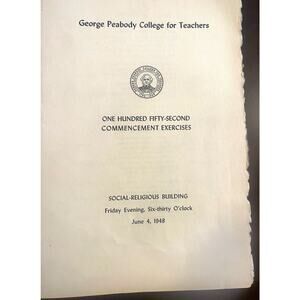 George Peabody College for Teachers
ONE HUNDRED FIFTY-SECOND
COMMENCEMENT EXERCISES
SOCIAL-RELIGIOUS BUILDING
Friday Evening, Six-thirty O'clock
June 4, 1948